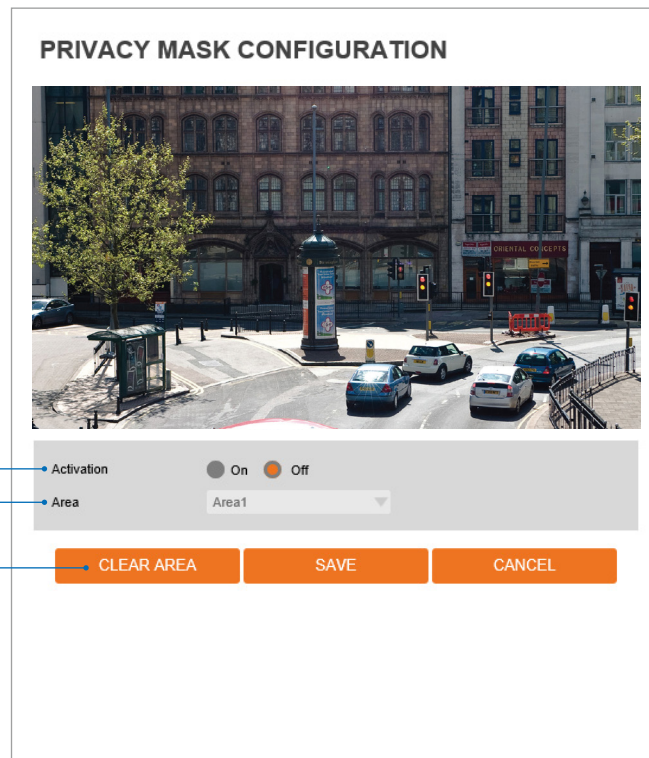 PRIVACY MASK CONFIGURATION
ORIENTAL CONCEPTS
Activation On Off
Area Area1
CLEAR AREA SAVE CANCEL